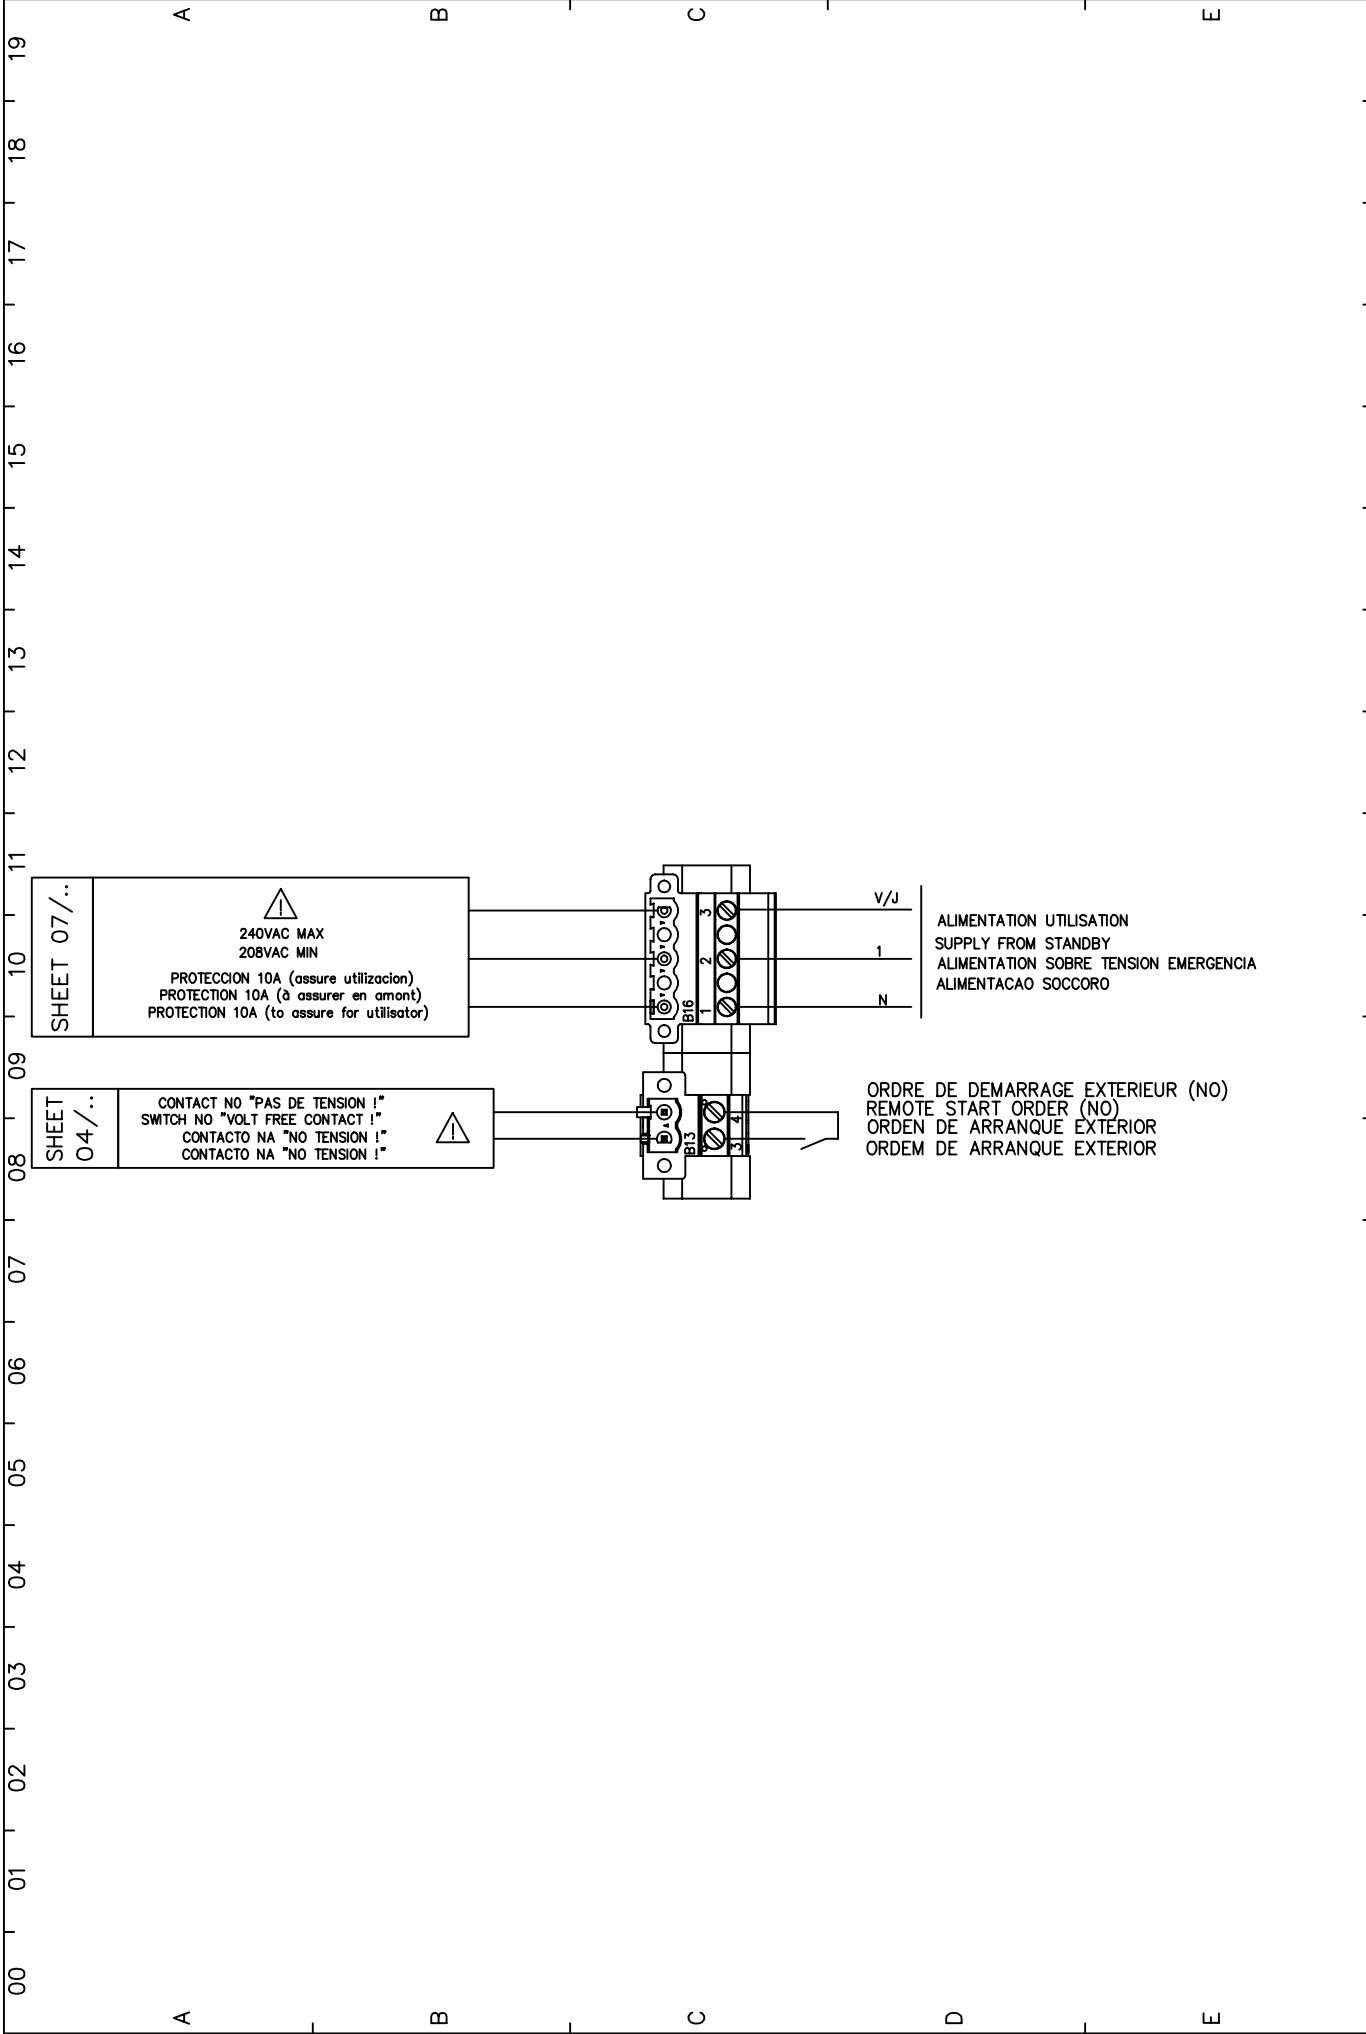 A
B
C
E
19
18
17
16
15
14
13
12
11
10
09
08
07
06
05
04
03
02
01
00
SHEET 07/..
240VAC MAX
208VAC MIN
PROTECCION 10A (assure utilizacion)
PROTECTION 10A (à assurer en amont)
PROTECTION 10A (to assure for utilisator)
B16
3
2
1
V/J
1
N
ALIMENTATION UTILISATION
SUPPLY FROM STANDBY
ALIMENTATION SOBRE TENSION EMERGENCIA
ALIMENTACAO SOCCORO
SHEET
04/..
CONTACT NO "PAS DE TENSION !"
SWITCH NO "VOLT FREE CONTACT !"
CONTACTO NA "NO TENSION !"
CONTACTO NA "NO TENSION !"
B13
4
3
ORDRE DE DEMARRAGE EXTERIEUR (NO)
REMOTE START ORDER (NO)
ORDEN DE ARRANQUE EXTERIOR
ORDEM DE ARRANQUE EXTERIOR
A
B
C
D
E